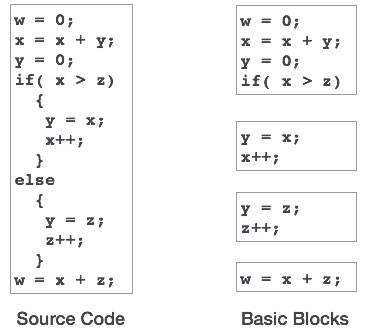 w = 0;
x = x + y;
y = 0;
if( x > z)
{
y = x;
x++;
}
else
{
y = z;
z++;
}
w = x + z;
Source Code
w = 0;
x = x + y;
y = 0;
if( x > z)
y = x;
x++;
y = z;
z++;
w = x + z;
Basic Blocks